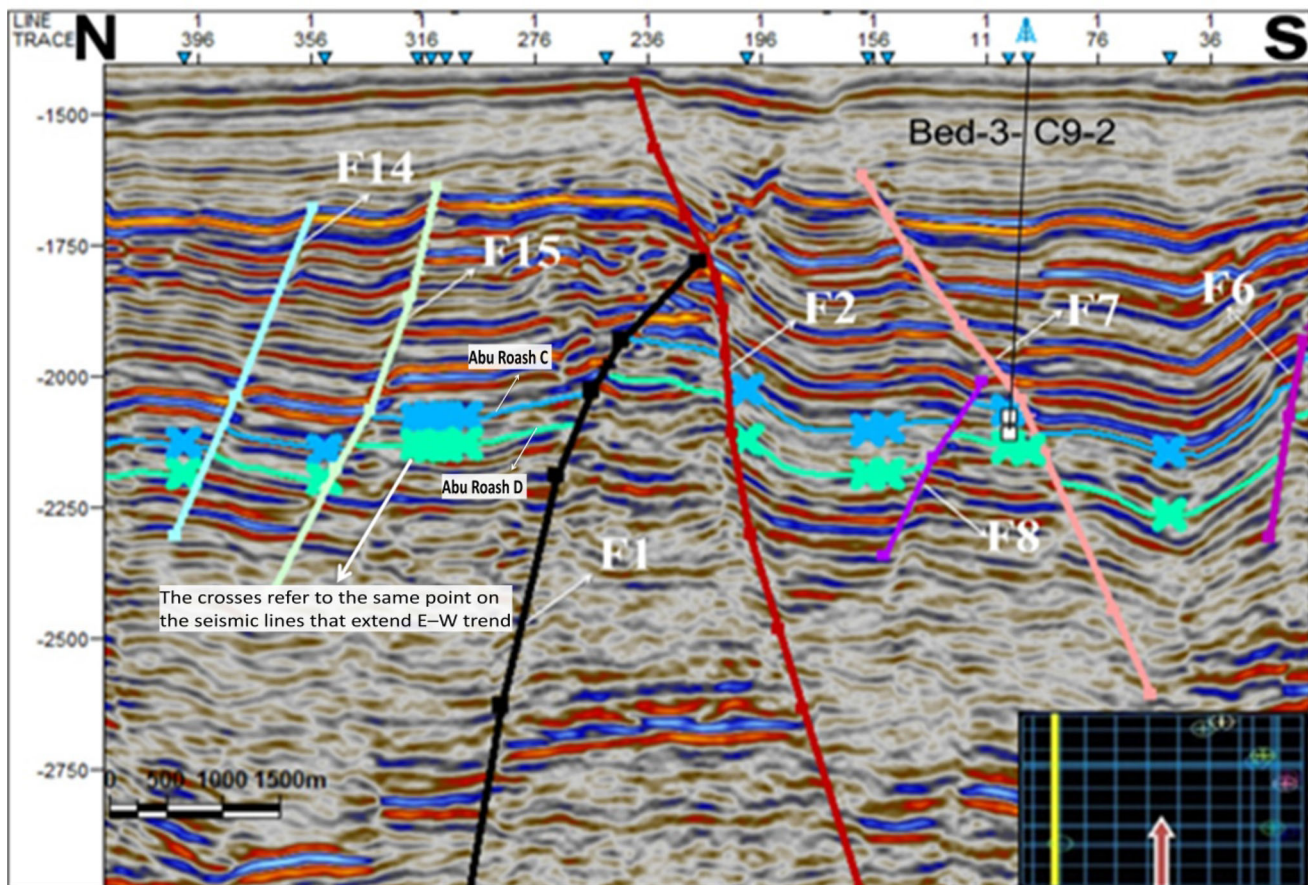 LINE 1 1 1 1 1 1 1 1 1 1
TRACE 396 356 316 276 236 196 156 11 76 36
N
S
-1500
-1750
-2000
-2250
-2500
-2750
Bed-3- C9-2
F14
F15
F2
F7
F6
Abu Roash C
Abu Roash D
F8
F1
The crosses refer to the same point on
the seismic lines that extend E–W trend
0 500 1000 1500m